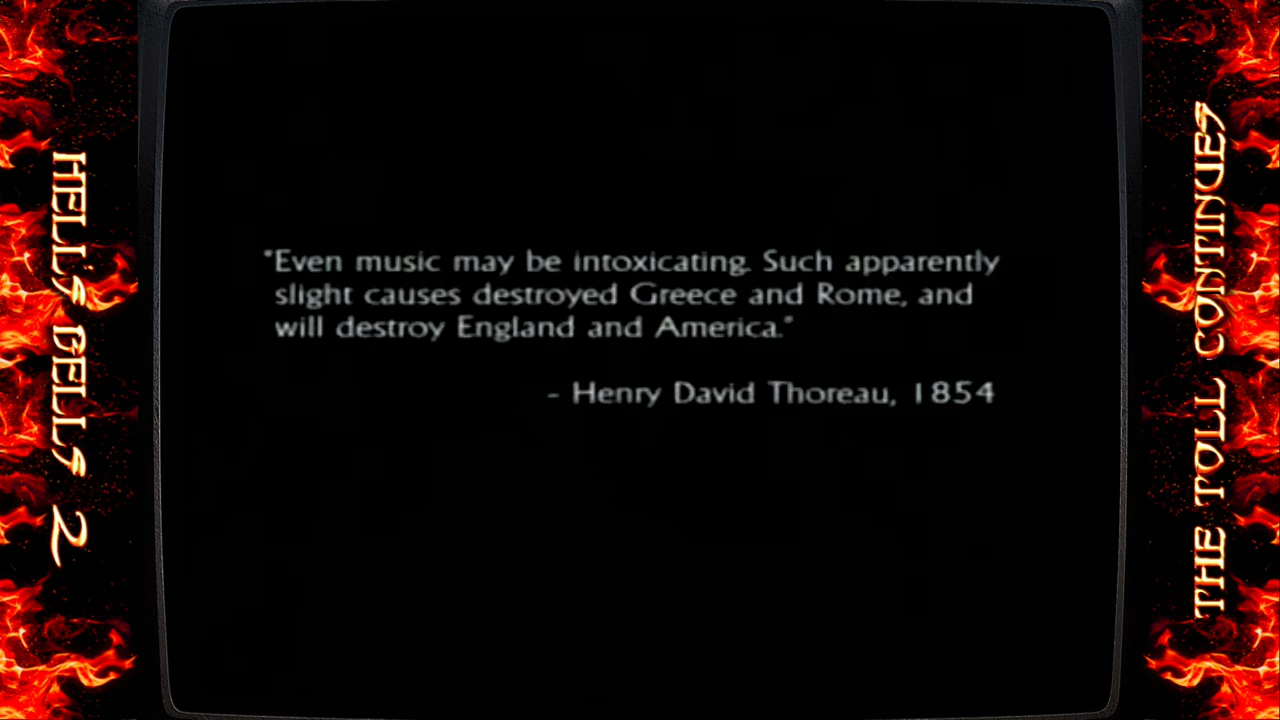 HELL'S BELLS 2
"Even music may be intoxicating. Such apparently
slight causes destroyed Greece and Rome, and
will destroy England and America."
- Henry David Thoreau, 1854
THE TOLL CONTINUES